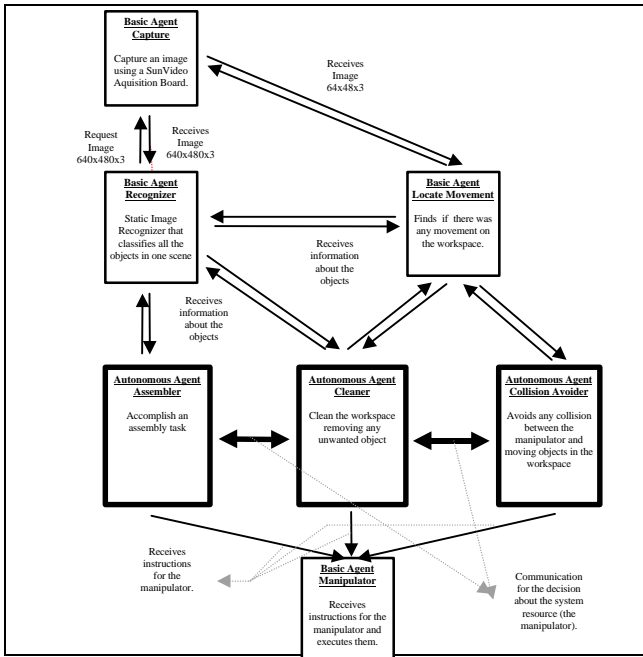 Basic Agent
Capture
Capture an image
using a SunVideo
Aquisition Board.
Receives
Image
64x48x3
Request
Image
640x480x3
Receives
Image
640x480x3
Basic Agent
Recognizer
Static Image
Recognizer that
classifies all the
objects in one scene
Basic Agent
Locate Movement
Finds if there was
any movement on
the workspace.
Receives
information
about the
objects
Receives
information
about the
objects
Autonomous Agent
Assembler
Accomplish an
assembly task
Autonomous Agent
Cleaner
Clean the workspace
removing any
unwanted object
Autonomous Agent
Collision Avoider
Avoids any collision
between the
manipulator and
moving objects in the
workspace
Receives
instructions
for the
manipulator.
Basic Agent
Manipulator
Receives
instructions for the
manipulator and
executes them.
Communication
for the decision
about the system
resource (the
manipulator).